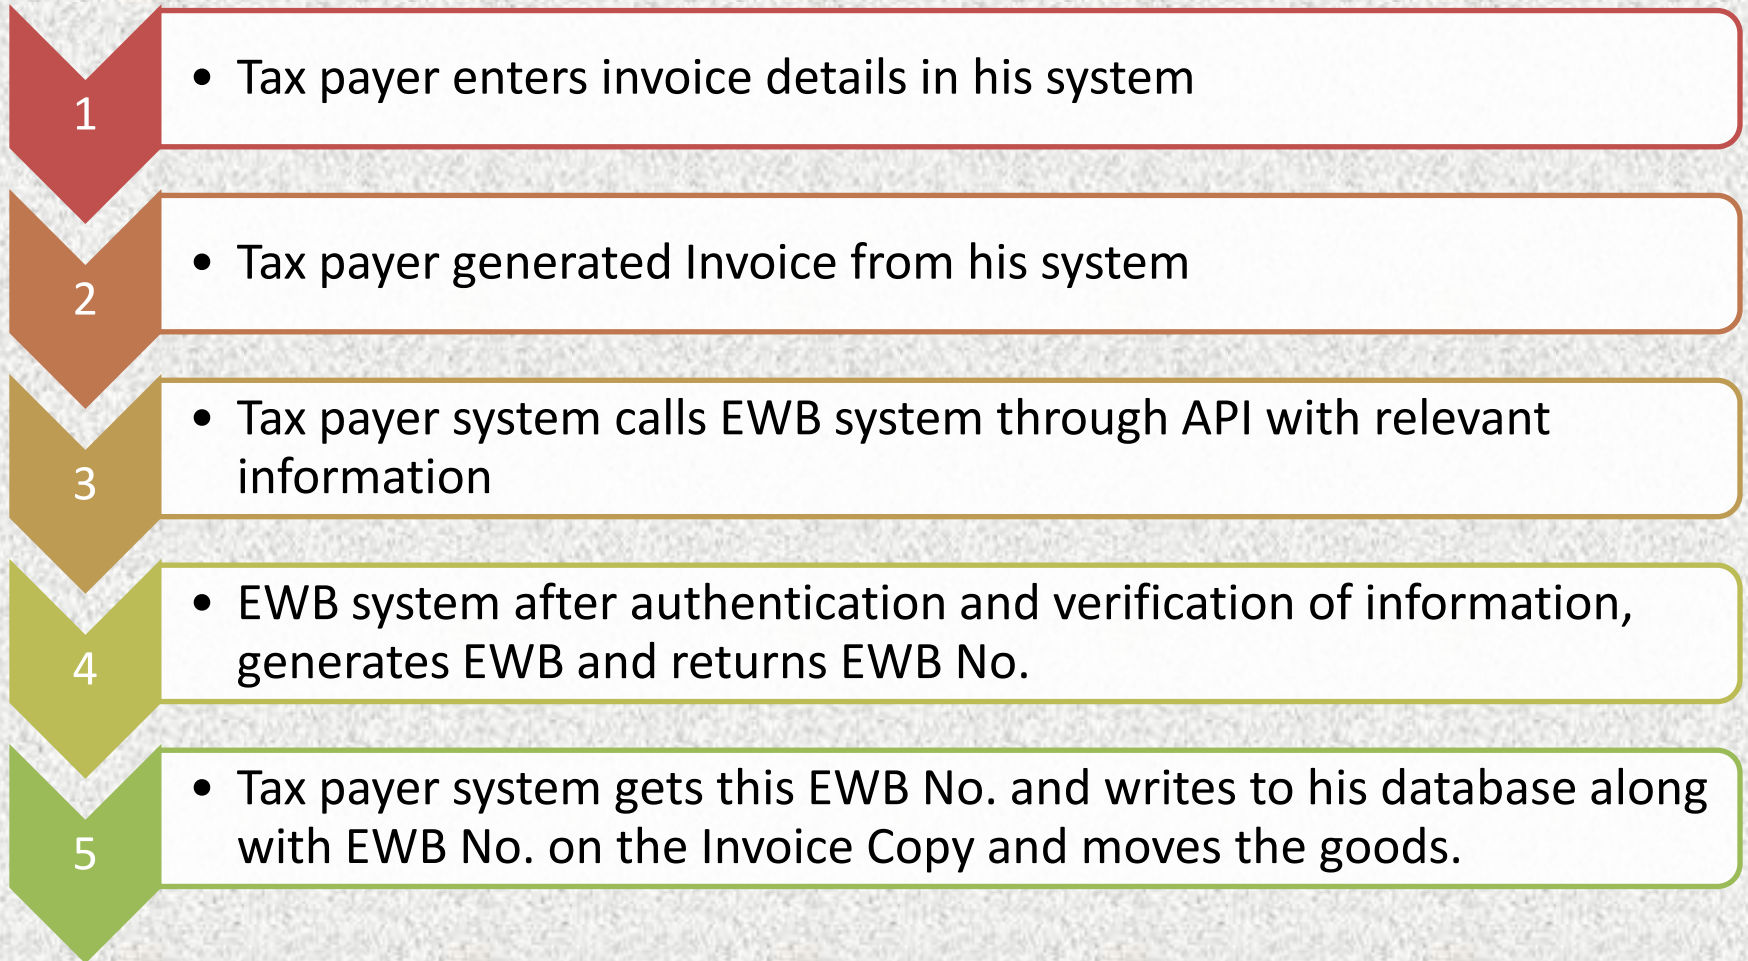 1
• Tax payer enters invoice details in his system
2
• Tax payer generated Invoice from his system
3
• Tax payer system calls EWB system through API with relevant
information
4
• EWB system after authentication and verification of information,
generates EWB and returns EWB No.
5
• Tax payer system gets this EWB No. and writes to his database along
with EWB No. on the Invoice Copy and moves the goods.